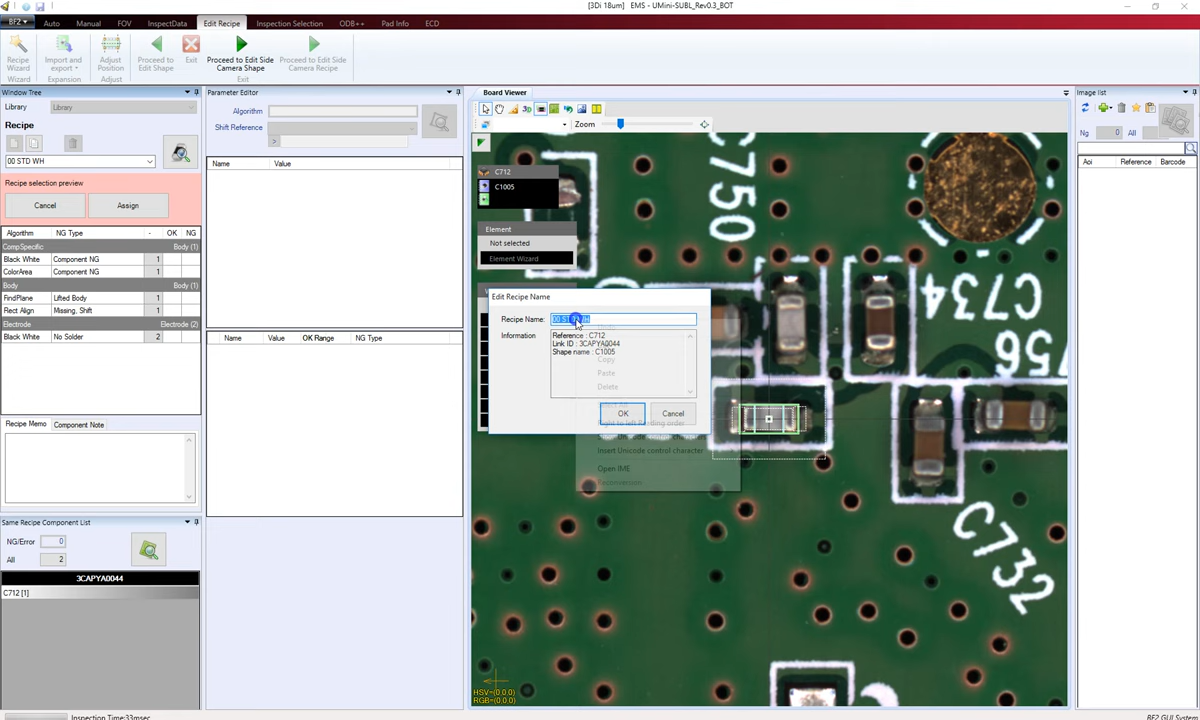 [3Di 18um] EMS - UMini-SUBL_Rev0.3_BOT
BF2
Auto
Manual
FOV
InspectData
Edit Recipe
Inspection Selection
ODB++
Pad Info
ECD
Recipe Wizard
Import and export
Adjust Position
Proceed to Edit Shape
Exit
Proceed to Edit Side Camera Shape
Proceed to Edit Side Camera Recipe
Wizard
Expansion
Adjust
Exit
Window Tree
Library
Library
Recipe
00 STD WH
Recipe selection preview
Cancel
Assign
Algorithm NG Type - OK NG
CompSpecific Body (1)
Black White Component NG 1
ColorArea Component NG 1
Body Body (1)
FindPlane Lifted Body 1
Rect Align Missing, Shift 1
Electrode Electrode (2)
Black White No Solder 2
Recipe Memo
Component Note
Same Recipe Component List
NG/Error 0
All 2
3CAPYA0044
C712 [1]
Parameter Editor
Algorithm
Shift Reference
>
Name Value
Name Value OK Range NG Type
Board Viewer
3D
Zoom
C712
C1005
Element
Not selected
Element Wizard
Edit Recipe Name
Recipe Name:
Information
Reference : C712
Link ID : 3CAPYA0044
Shape name : C1005
OK
Cancel
Copy
Paste
Delete
Right to left Reading order
Insert Unicode control character
Open IME
Reconversion
C750
C734
756
C732
HSV=(0,0,0)
RGB=(0,0,0)
Image list
Ng 0 All
Aoi Reference Barcode
Inspection Time:33msec
BF2 GUI System